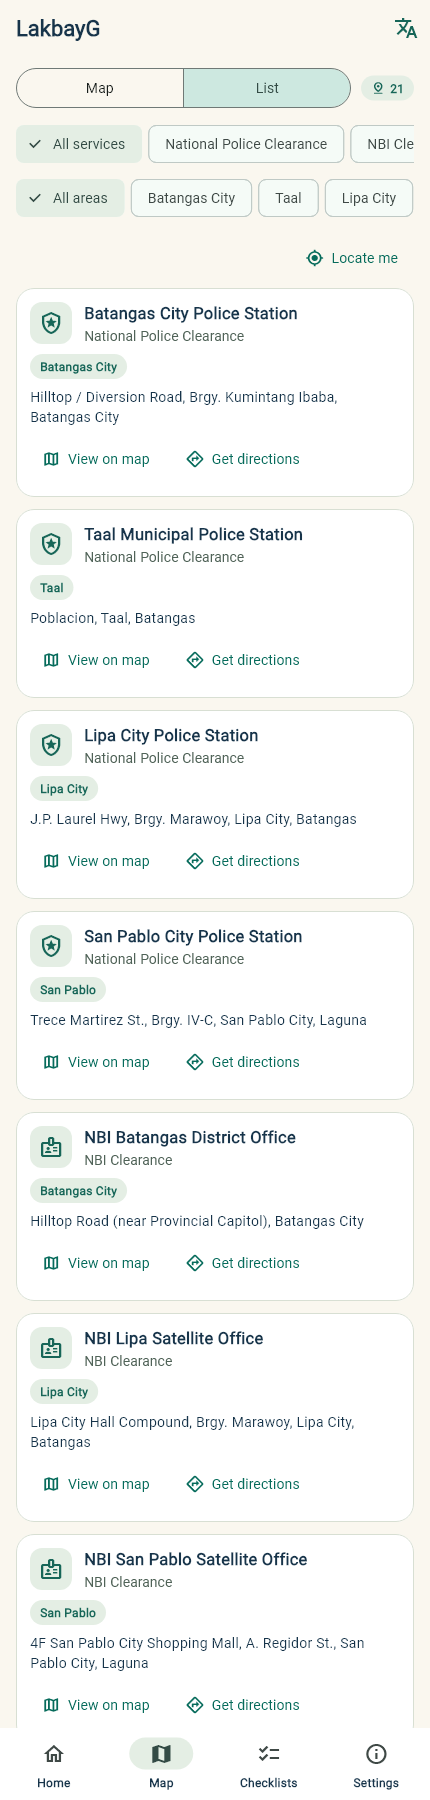 LakbayG
Map
List
21
All services
National Police Clearance
NBI Cle
All areas
Batangas City
Taal
Lipa City
Locate me
Batangas City Police Station
National Police Clearance
Batangas City
Hilltop / Diversion Road, Brgy. Kumintang Ibaba,
Batangas City
View on map
Get directions
Taal Municipal Police Station
National Police Clearance
Taal
Poblacion, Taal, Batangas
View on map
Get directions
Lipa City Police Station
National Police Clearance
Lipa City
J.P. Laurel Hwy, Brgy. Marawoy, Lipa City, Batangas
View on map
Get directions
San Pablo City Police Station
National Police Clearance
San Pablo
Trece Martirez St., Brgy. IV-C, San Pablo City, Laguna
View on map
Get directions
NBI Batangas District Office
NBI Clearance
Batangas City
Hilltop Road (near Provincial Capitol), Batangas City
View on map
Get directions
NBI Lipa Satellite Office
NBI Clearance
Lipa City
Lipa City Hall Compound, Brgy. Marawoy, Lipa City,
Batangas
View on map
Get directions
NBI San Pablo Satellite Office
NBI Clearance
San Pablo
4F San Pablo City Shopping Mall, A. Regidor St., San
Pablo City, Laguna
View on map
Get directions
Home
Map
Checklists
Settings